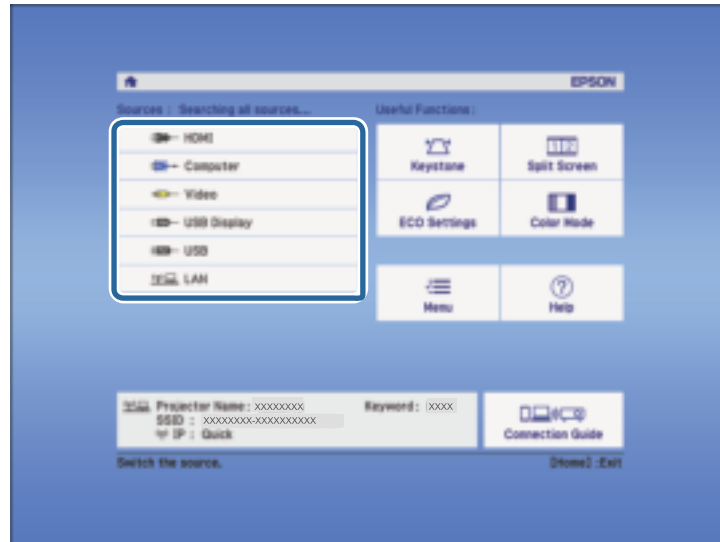 EPSON
Sources : Searching all sources...
HDMI
Computer
Video
USB Display
USB
LAN
Useful Functions :
Keystone
Split Screen
ECO Settings
Color Mode
Menu
Help
Projector Name : XXXXXXXX
Keyword : XXXX
SSID : XXXXXXXX-XXXXXXXXXX
IP : Quick
Connection Guide
Switch the source.
[Home] :Exit